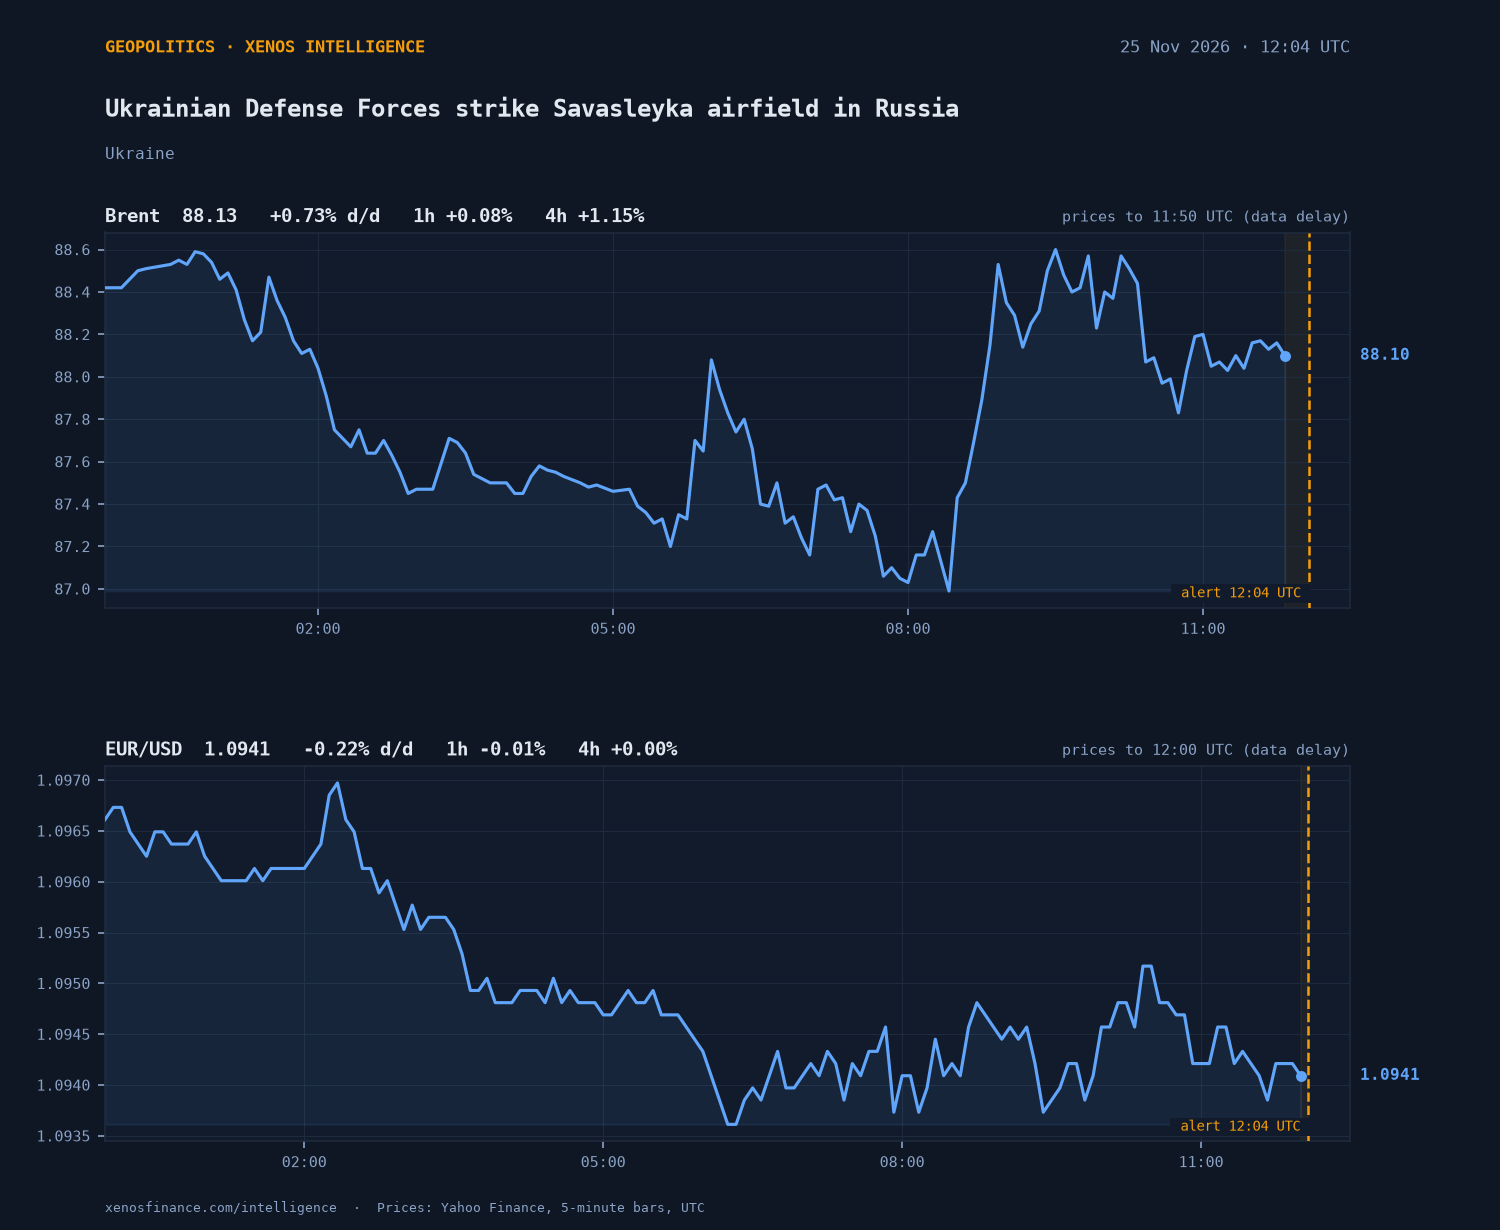 GEOPOLITICS · XENOS INTELLIGENCE
25 Nov 2026 · 12:04 UTC
Ukrainian Defense Forces strike Savasleyka airfield in Russia
Ukraine
Brent  88.13   +0.73% d/d   1h +0.08%   4h +1.15%
prices to 11:50 UTC (data delay)
88.6
88.4
88.2
88.0
87.8
87.6
87.4
87.2
87.0
88.10
alert 12:04 UTC
02:00
05:00
08:00
11:00
EUR/USD  1.0941   -0.22% d/d   1h -0.01%   4h +0.00%
prices to 12:00 UTC (data delay)
1.0970
1.0965
1.0960
1.0955
1.0950
1.0945
1.0940
1.0935
1.0941
alert 12:04 UTC
02:00
05:00
08:00
11:00
xenosfinance.com/intelligence  ·  Prices: Yahoo Finance, 5-minute bars, UTC